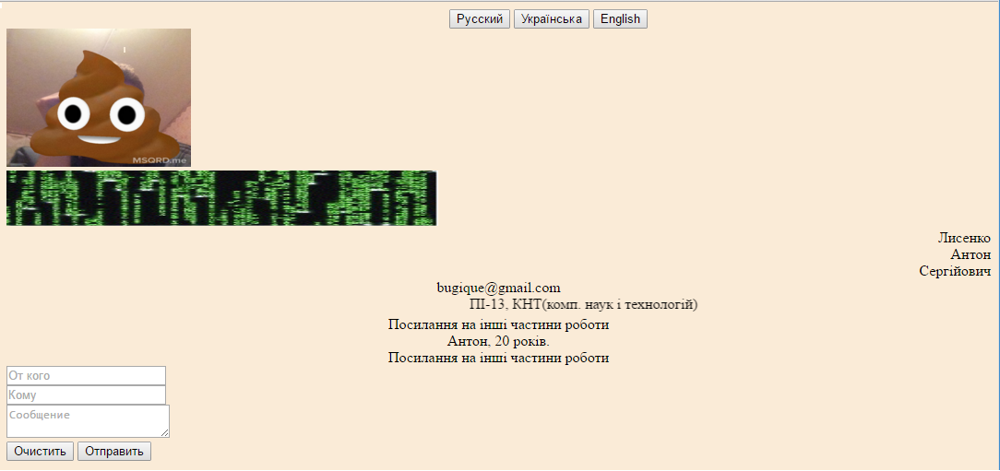 Русский Українська English
MSQRD.me
Лисенко
Антон
Сергійович
bugique@gmail.com
ПІ-13, КНТ(комп. наук і технологій)
Посилання на інші частини роботи
Антон, 20 років.
Посилання на інші частини роботи
От кого
Кому
Сообщение
Очистить Отправить